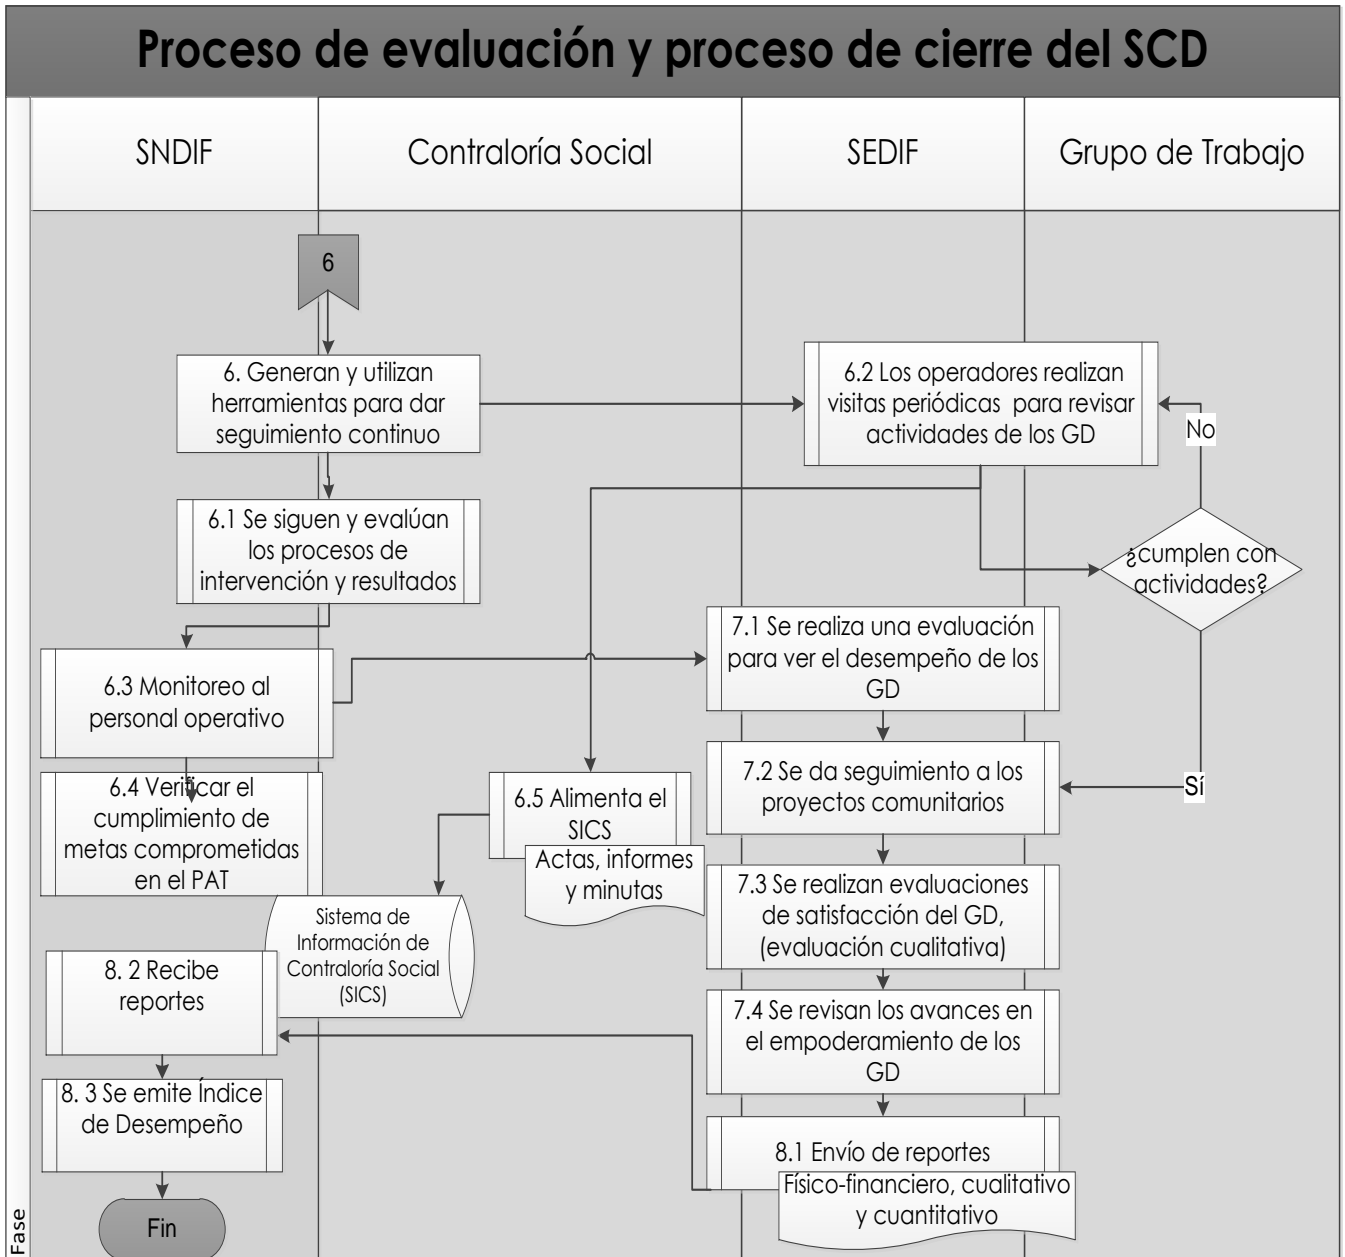 Proceso de evaluación y proceso de cierre del SCD
SNDIF
Contraloría Social
SEDIF
Grupo de Trabajo
6
6. Generan y utilizan
herramientas para dar
seguimiento continuo
6.2 Los operadores realizan
visitas periódicas para revisar
actividades de los GD
No
6.1 Se siguen y evalúan
los procesos de
intervención y resultados
¿cumplen con
actividades?
7.1 Se realiza una evaluación
para ver el desempeño de los
GD
6.3 Monitoreo al
personal operativo
7.2 Se da seguimiento a los
proyectos comunitarios
Sí
6.4 Verificar el
cumplimiento de
metas comprometidas
en el PAT
6.5 Alimenta el
SICS
Actas, informes
y minutas
7.3 Se realizan evaluaciones
de satisfacción del GD,
(evaluación cualitativa)
Sistema de
Información de
Contraloría Social
(SICS)
8. 2 Recibe
reportes
7.4 Se revisan los avances en
el empoderamiento de los
GD
8. 3 Se emite Índice
de Desempeño
8.1 Envío de reportes
Físico-financiero, cualitativo
y cuantitativo
Fin
Fase